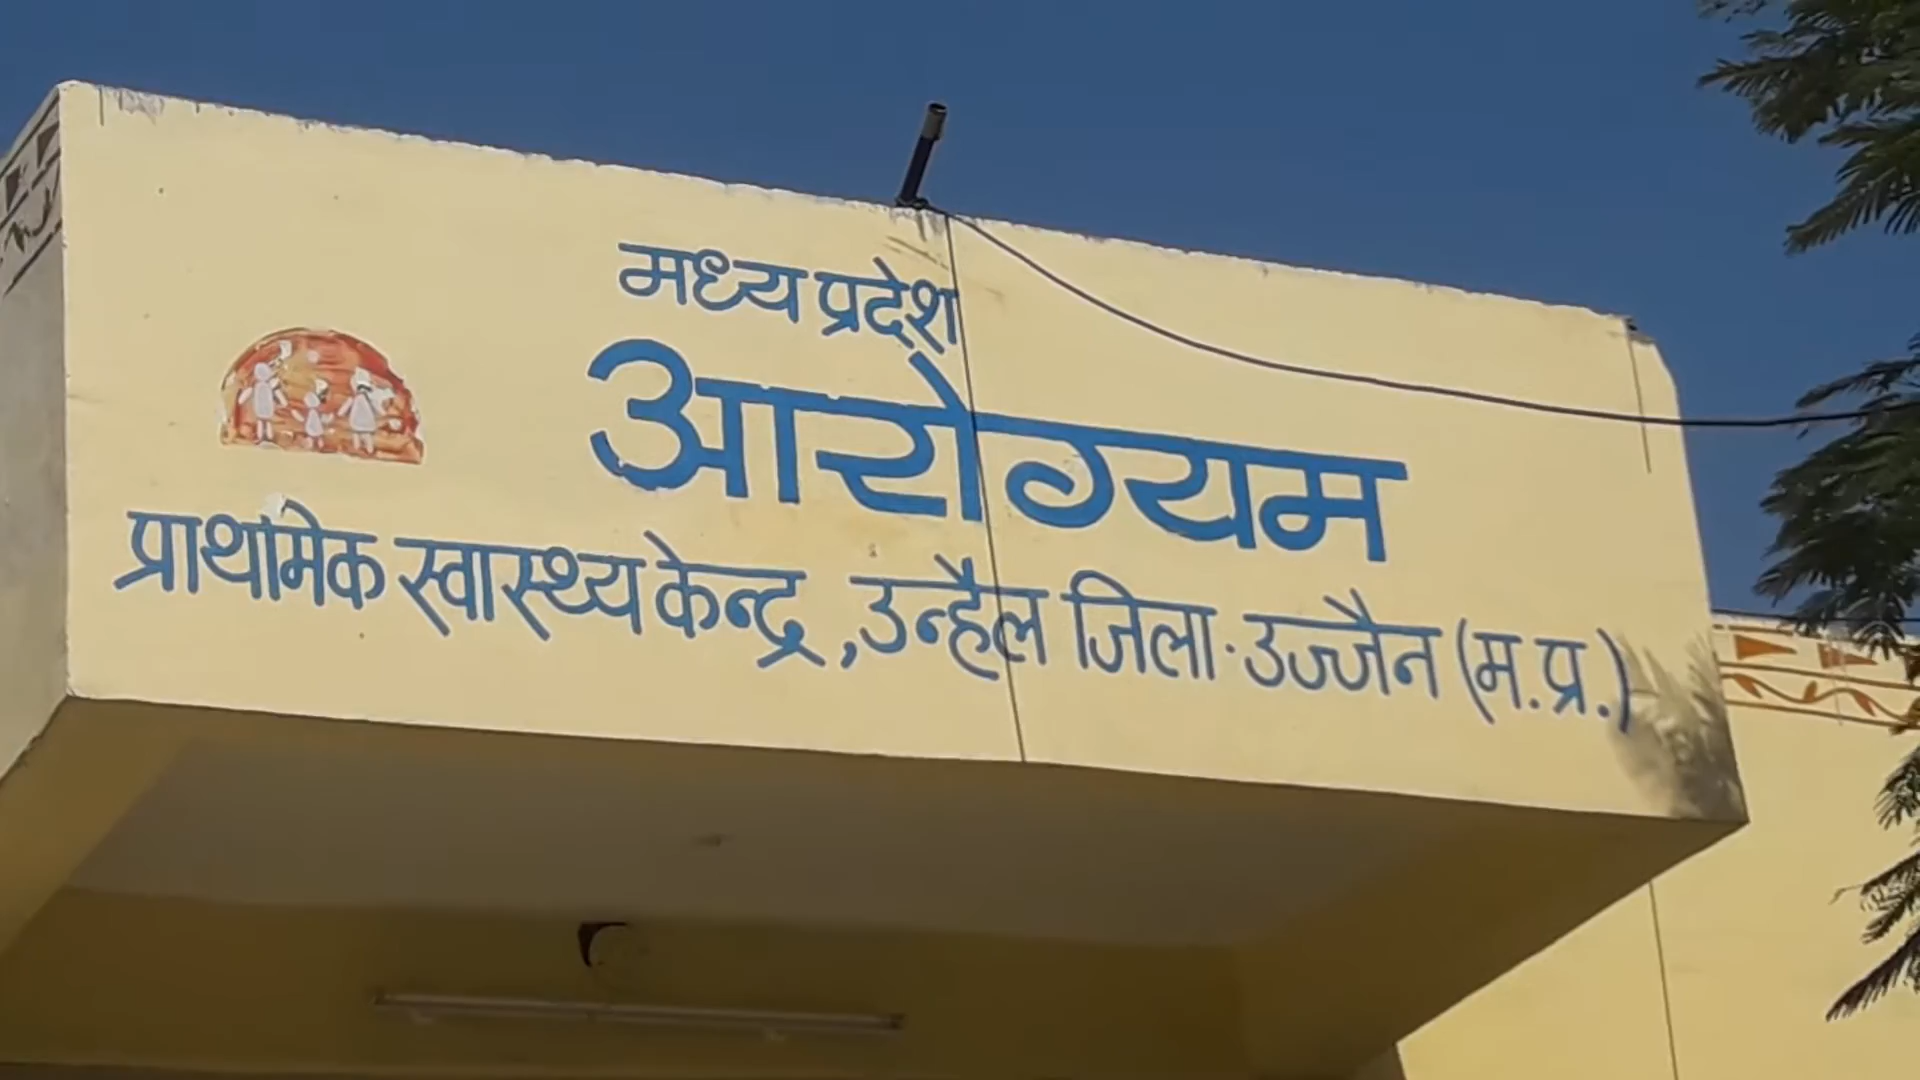 मध्य प्रदेश
आरोग्यम
प्राथमिक स्वास्थ्य केन्द्र ,उन्हैल जिला·उज्जैन (म.प्र.)